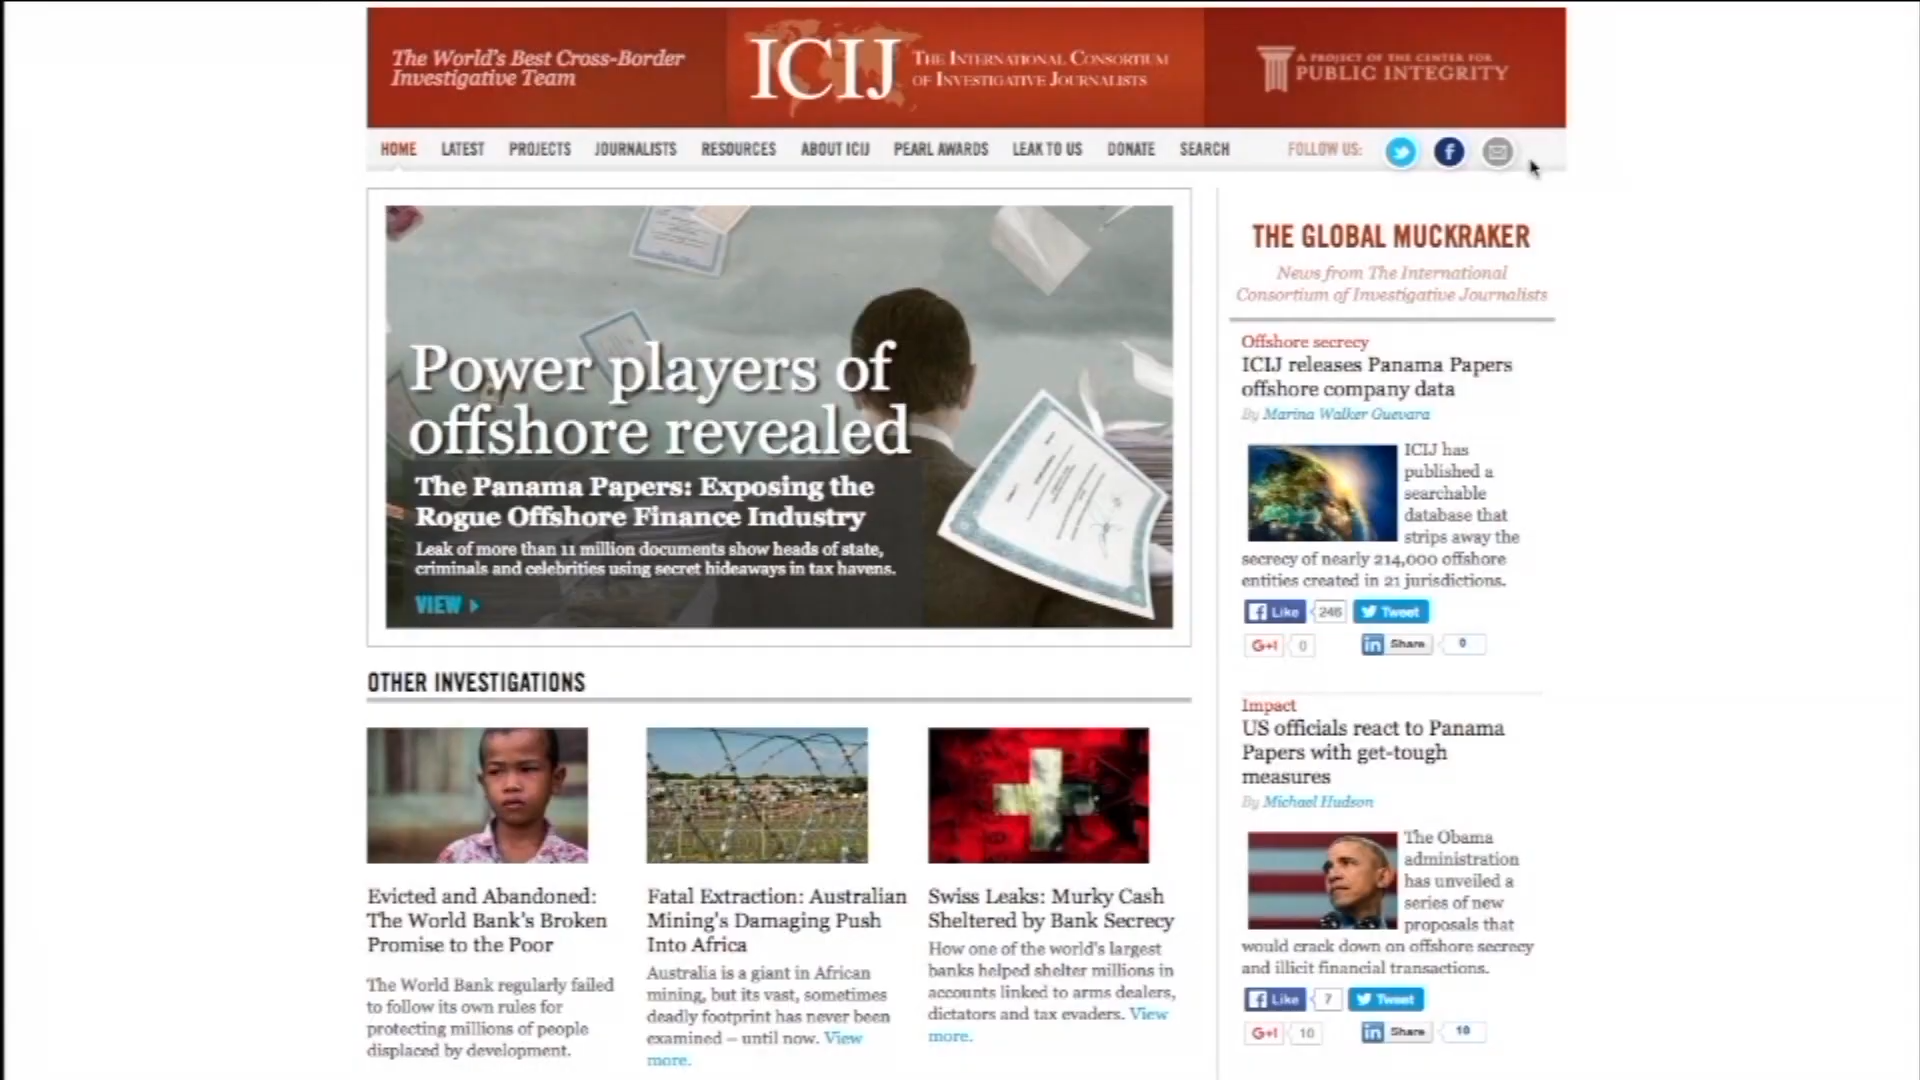 The World's Best Cross-Border
Investigative Team
ICIJ
THE INTERNATIONAL CONSORTIUM
OF INVESTIGATIVE JOURNALISTS
A PROJECT OF THE CENTER FOR
PUBLIC INTEGRITY
HOME LATEST PROJECTS JOURNALISTS RESOURCES ABOUT ICIJ PEARL AWARDS LEAK TO US DONATE SEARCH FOLLOW US:
Power players of
offshore revealed
The Panama Papers: Exposing the
Rogue Offshore Finance Industry
Leak of more than 11 million documents show heads of state,
criminals and celebrities using secret hideaways in tax havens.
VIEW
OTHER INVESTIGATIONS
Evicted and Abandoned:
The World Bank's Broken
Promise to the Poor
The World Bank regularly failed
to follow its own rules for
protecting millions of people
displaced by development.
Fatal Extraction: Australian
Mining's Damaging Push
Into Africa
Australia is a giant in African
mining, but its vast, sometimes
deadly footprint has never been
examined – until now. View
more.
Swiss Leaks: Murky Cash
Sheltered by Bank Secrecy
How one of the world's largest
banks helped shelter millions in
accounts linked to arms dealers,
dictators and tax evaders. View
more.
THE GLOBAL MUCKRAKER
News from The International
Consortium of Investigative Journalists
Offshore secrecy
ICIJ releases Panama Papers
offshore company data
By Marina Walker Guevara
ICIJ has
published a
searchable
database that
strips away the
secrecy of nearly 214,000 offshore
entities created in 21 jurisdictions.
Like 246 Tweet
G+1 0 in Share 0
Impact
US officials react to Panama
Papers with get-tough
measures
By Michael Hudson
The Obama
administration
has unveiled a
series of new
proposals that
would crack down on offshore secrecy
and illicit financial transactions.
Like 7 Tweet
G+1 10 in Share 10